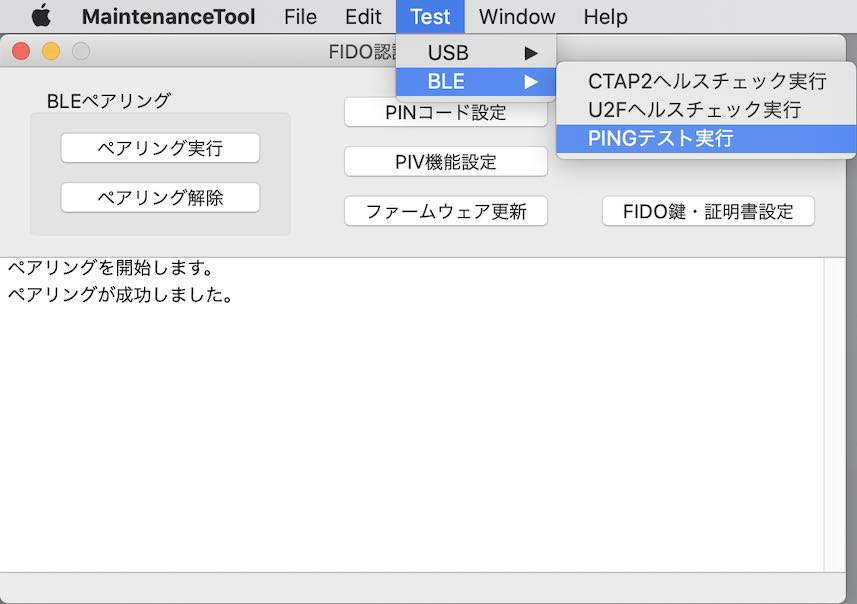 MaintenanceTool File Edit Test Window Help
FIDO認
USB
BLE
CTAP2ヘルスチェック実行
U2Fヘルスチェック実行
PINGテスト実行
BLEペアリング
ペアリング実行
ペアリング解除
PINコード設定
PIV機能設定
ファームウェア更新
FIDO鍵・証明書設定
ペアリングを開始します。
ペアリングが成功しました。